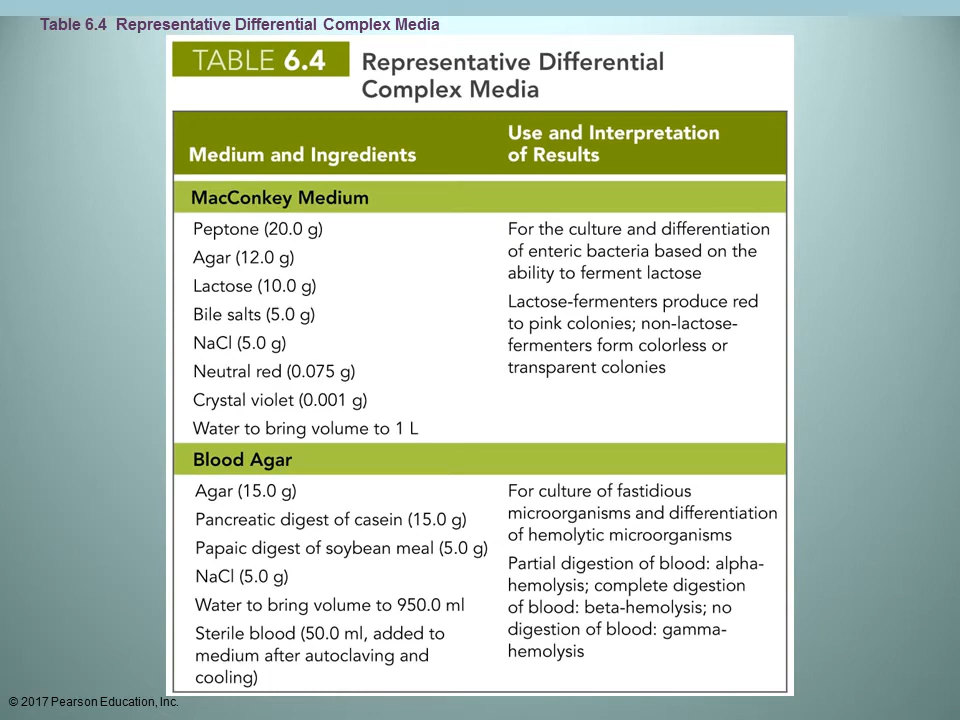 Table 6.4  Representative Differential Complex Media
TABLE 6.4
Representative Differential
Complex Media
Medium and Ingredients
Use and Interpretation
of Results
MacConkey Medium
Peptone (20.0 g)
Agar (12.0 g)
Lactose (10.0 g)
Bile salts (5.0 g)
NaCl (5.0 g)
Neutral red (0.075 g)
Crystal violet (0.001 g)
Water to bring volume to 1 L
For the culture and differentiation
of enteric bacteria based on the
ability to ferment lactose
Lactose-fermenters produce red
to pink colonies; non-lactose-
fermenters form colorless or
transparent colonies
Blood Agar
Agar (15.0 g)
Pancreatic digest of casein (15.0 g)
Papaic digest of soybean meal (5.0 g)
NaCl (5.0 g)
Water to bring volume to 950.0 ml
Sterile blood (50.0 ml, added to
medium after autoclaving and
cooling)
For culture of fastidious
microorganisms and differentiation
of hemolytic microorganisms
Partial digestion of blood: alpha-
hemolysis; complete digestion
of blood: beta-hemolysis; no
digestion of blood: gamma-
hemolysis
© 2017 Pearson Education, Inc.